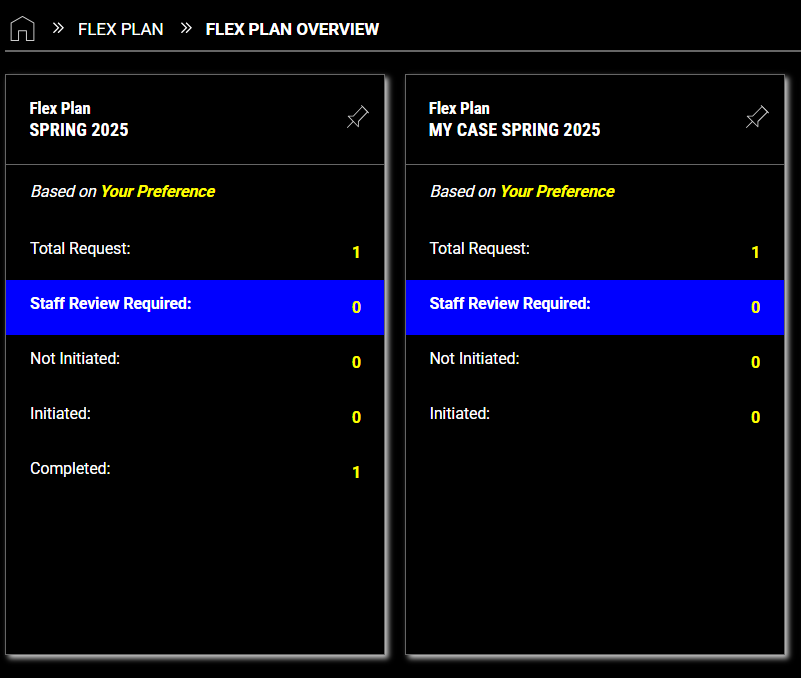 FLEX PLAN » FLEX PLAN OVERVIEW
Flex Plan
SPRING 2025
Based on Your Preference
Total Request: 1
Staff Review Required: 0
Not Initiated: 0
Initiated: 0
Completed: 1
Flex Plan
MY CASE SPRING 2025
Based on Your Preference
Total Request: 1
Staff Review Required: 0
Not Initiated: 0
Initiated: 0